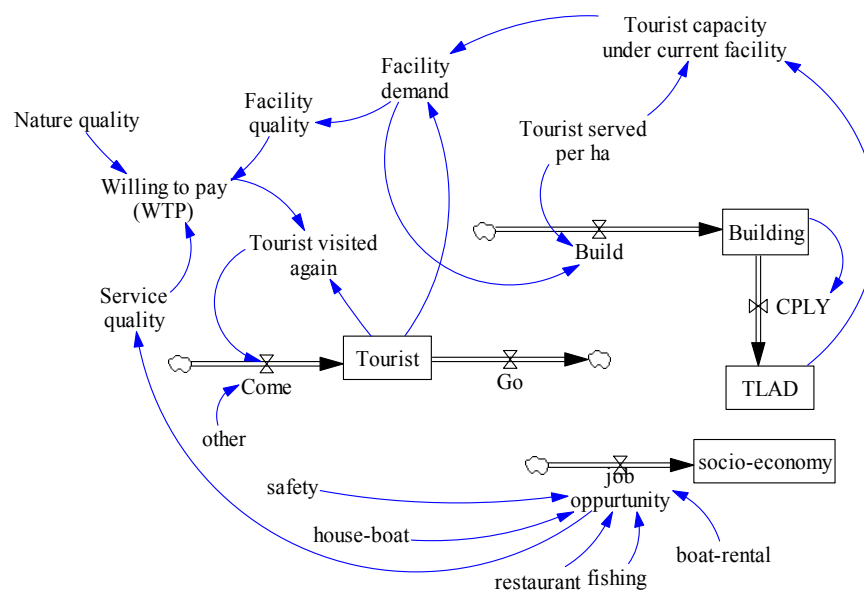 Tourist capacity
under current facility
Facility
demand
Facility
quality
Nature quality
Tourist served
per ha
Willing to pay
(WTP)
Building
Tourist visited
again
Build
Service
quality
CPLY
Tourist
TLAD
Come
Go
other
socio-economy
job
oppurtunity
safety
house-boat
boat-rental
restaurant
fishing